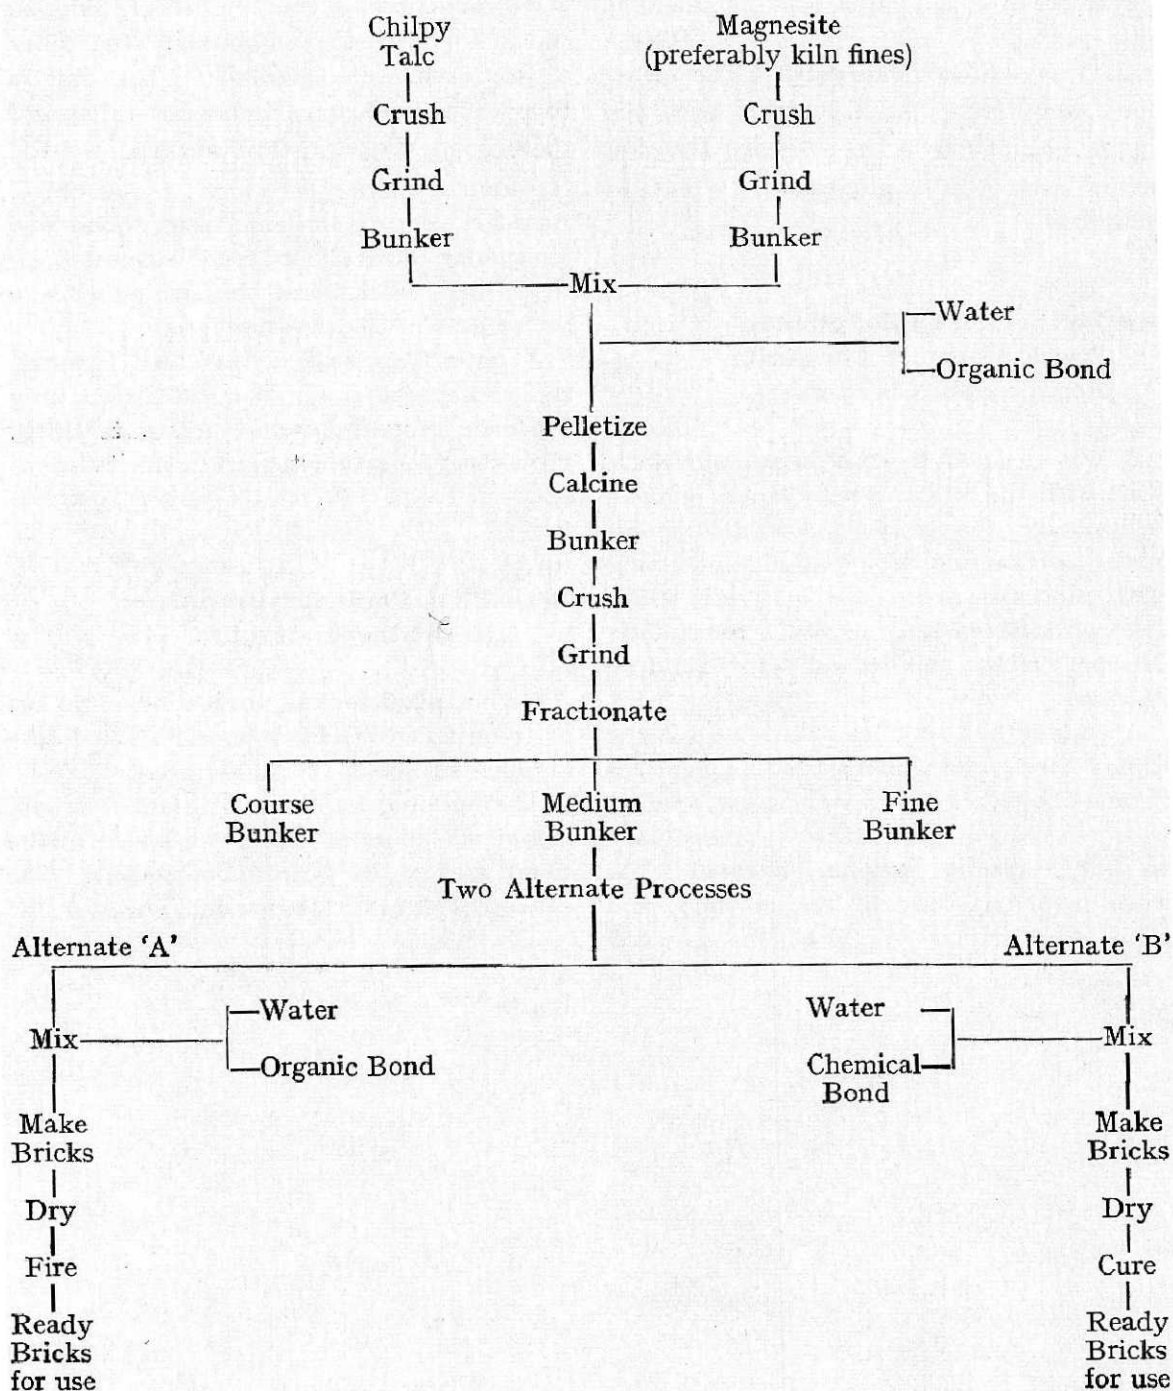 Chilpy
Talc
Magnesite
(preferably kiln fines)
Crush
Crush
Grind
Grind
Bunker
Bunker
Mix
Water
Organic Bond
Pelletize
Calcine
Bunker
Crush
Grind
Fractionate
Course
Bunker
Medium
Bunker
Fine
Bunker
Two Alternate Processes
Alternate ‘A’
Alternate ‘B’
Mix
Water
Organic Bond
Water
Chemical
Bond
Mix
Make
Bricks
Make
Bricks
Dry
Dry
Fire
Cure
Ready
Bricks
for use
Ready
Bricks
for use